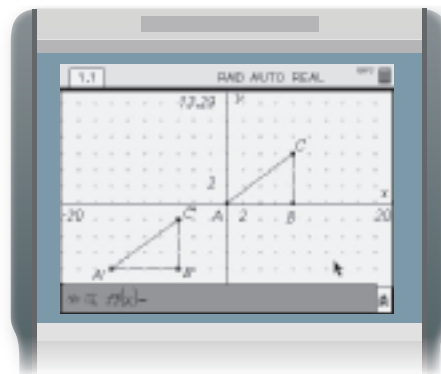 1.1 RAD AUTO REAL
13.29 y
C
2 x
-20 A 2 B 20
C'
A' B'